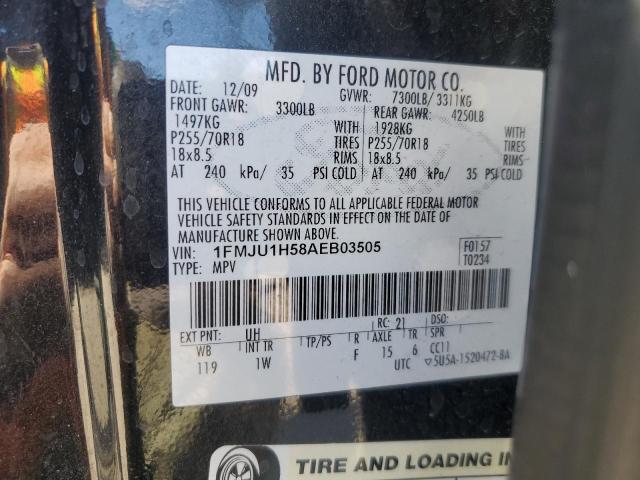 MFD. BY FORD MOTOR CO.
DATE: 12/09 GVWR: 7300LB/ 3311KG
FRONT GAWR: 3300LB REAR GAWR: 4250LB
1497KG WITH 1928KG WITH
P255/70R18 TIRES P255/70R18 TIRES
18x8.5 RIMS 18x8.5 RIMS
AT 240 kPa/ 35 PSI COLD AT 240 kPa/ 35 PSI COLD
THIS VEHICLE CONFORMS TO ALL APPLICABLE FEDERAL MOTOR
VEHICLE SAFETY STANDARDS IN EFFECT ON THE DATE OF
MANUFACTURE SHOWN ABOVE.
VIN: 1FMJU1H58AEB03505 F0157
TYPE: MPV T0234
EXT PNT: UH RC: 21 DSO:
WB INT TR TP/PS R AXLE TR SPR
119 1W F 15 6 CC11
UTC 5U5A-1520472-BA
TIRE AND LOADING IN